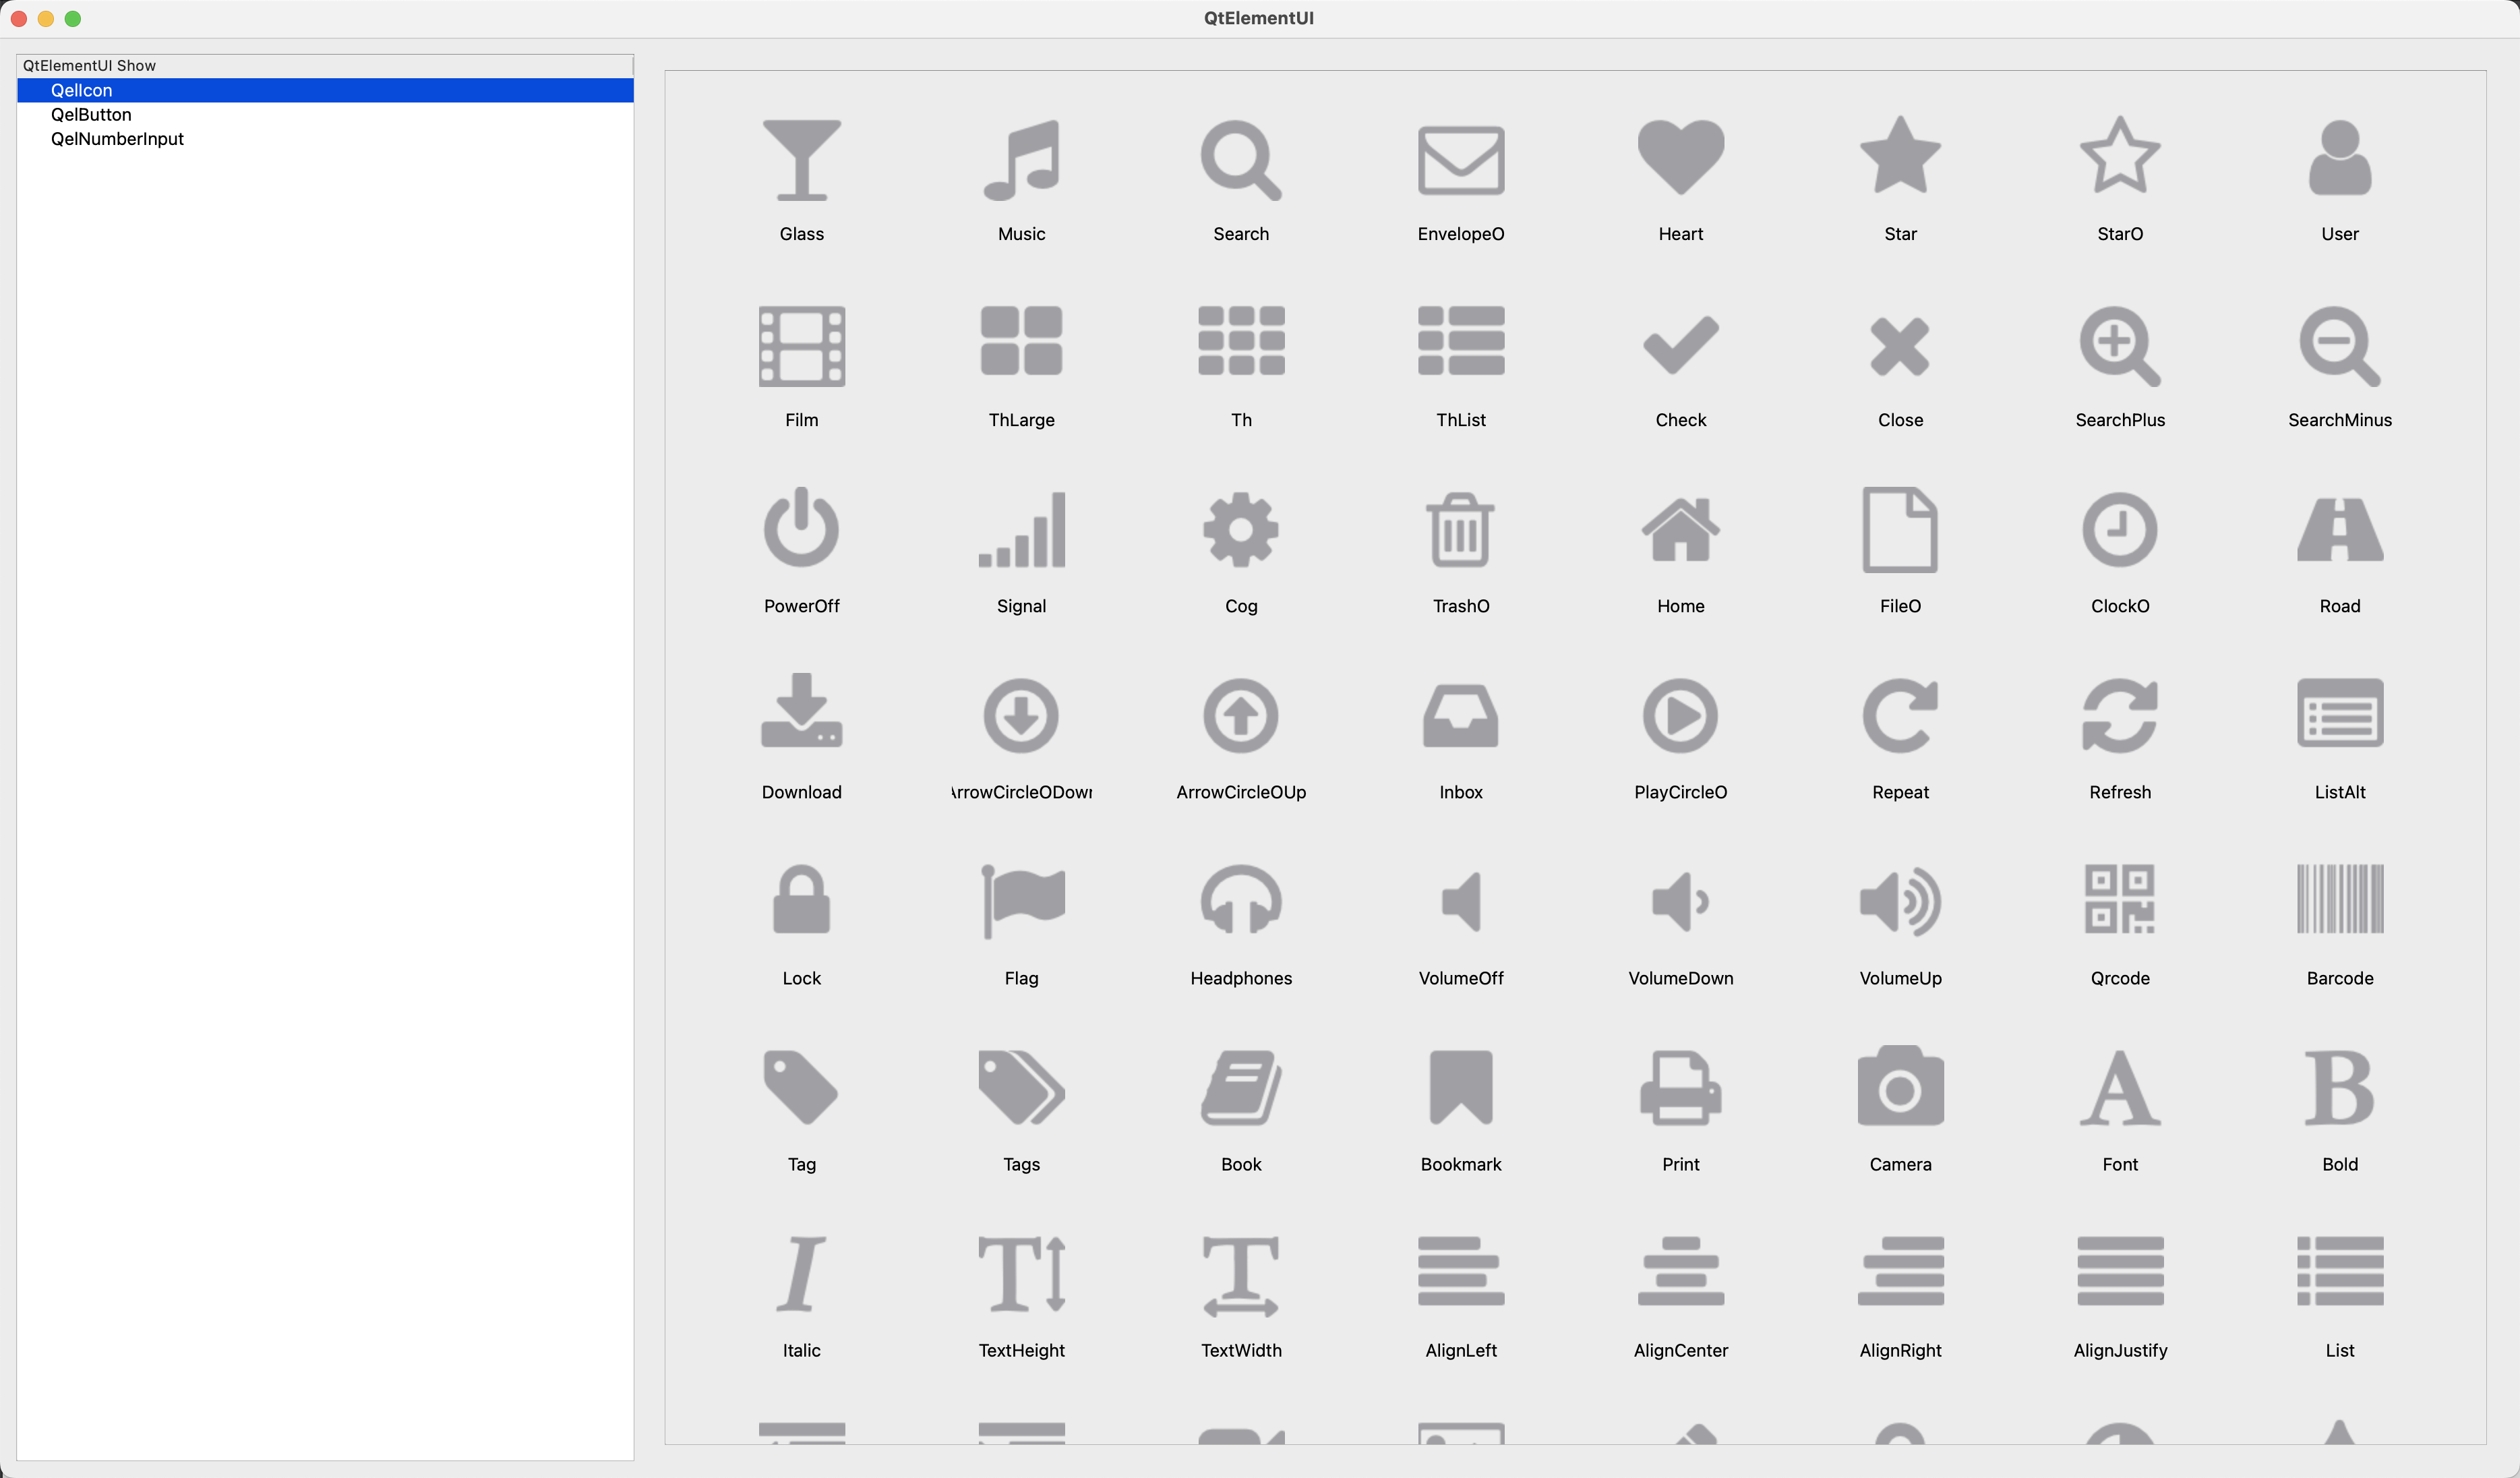 QtElementUI
QtElementUI Show
QelIcon
QelButton
QelNumberInput
Glass Music Search EnvelopeO Heart Star StarO User
Film ThLarge Th ThList Check Close SearchPlus SearchMinus
PowerOff Signal Cog TrashO Home FileO ClockO Road
Download ArrowCircleODown ArrowCircleOUp Inbox PlayCircleO Repeat Refresh ListAlt
Lock Flag Headphones VolumeOff VolumeDown VolumeUp Qrcode Barcode
Tag Tags Book Bookmark Print Camera Font Bold
Italic TextHeight TextWidth AlignLeft AlignCenter AlignRight AlignJustify List